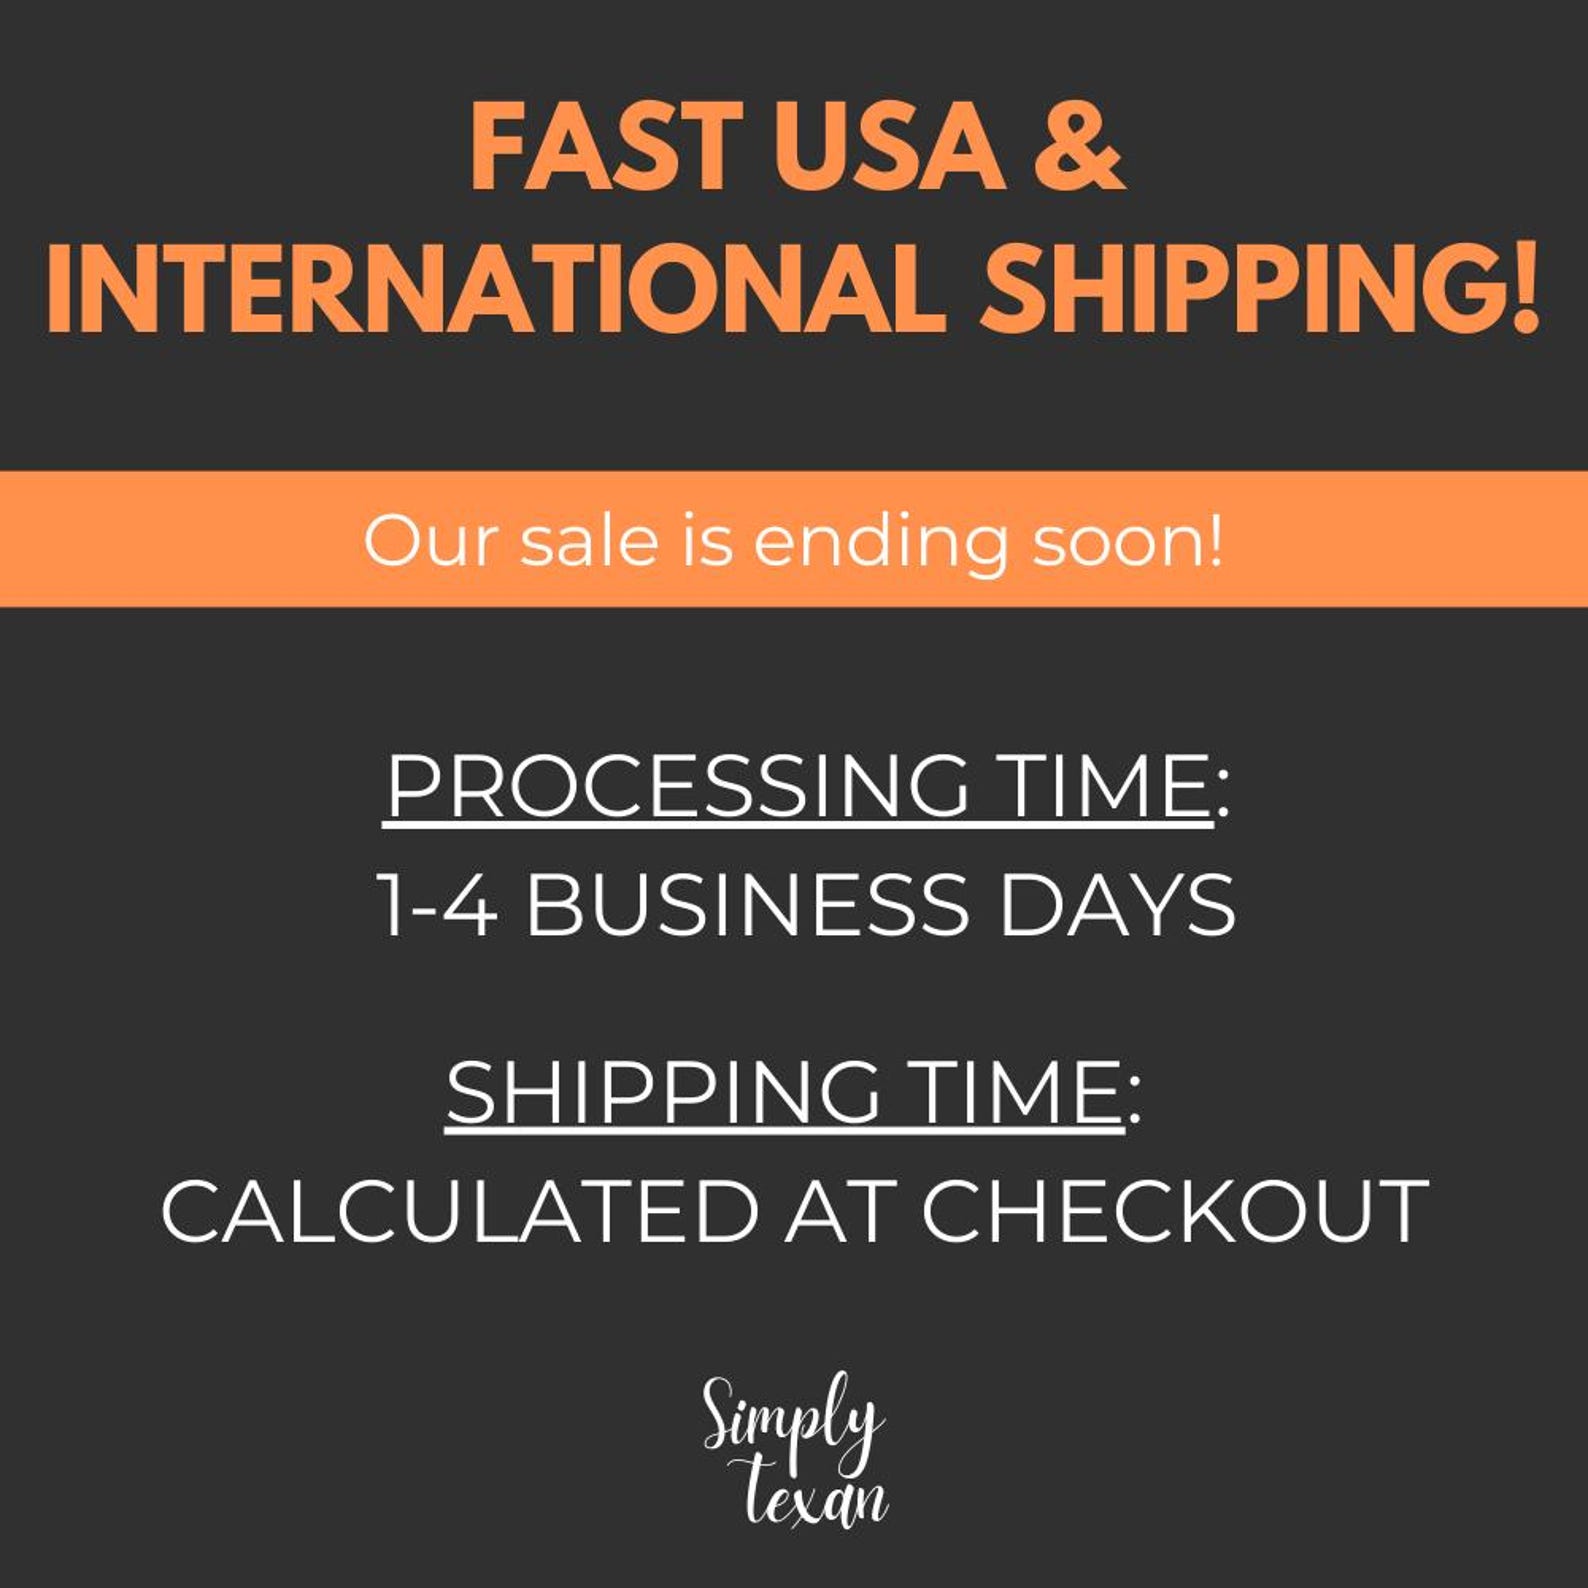 FAST USA &
INTERNATIONAL SHIPPING!
Our sale is ending soon!
PROCESSING TIME:
1-4 BUSINESS DAYS
SHIPPING TIME:
CALCULATED AT CHECKOUT
Simply
Texan